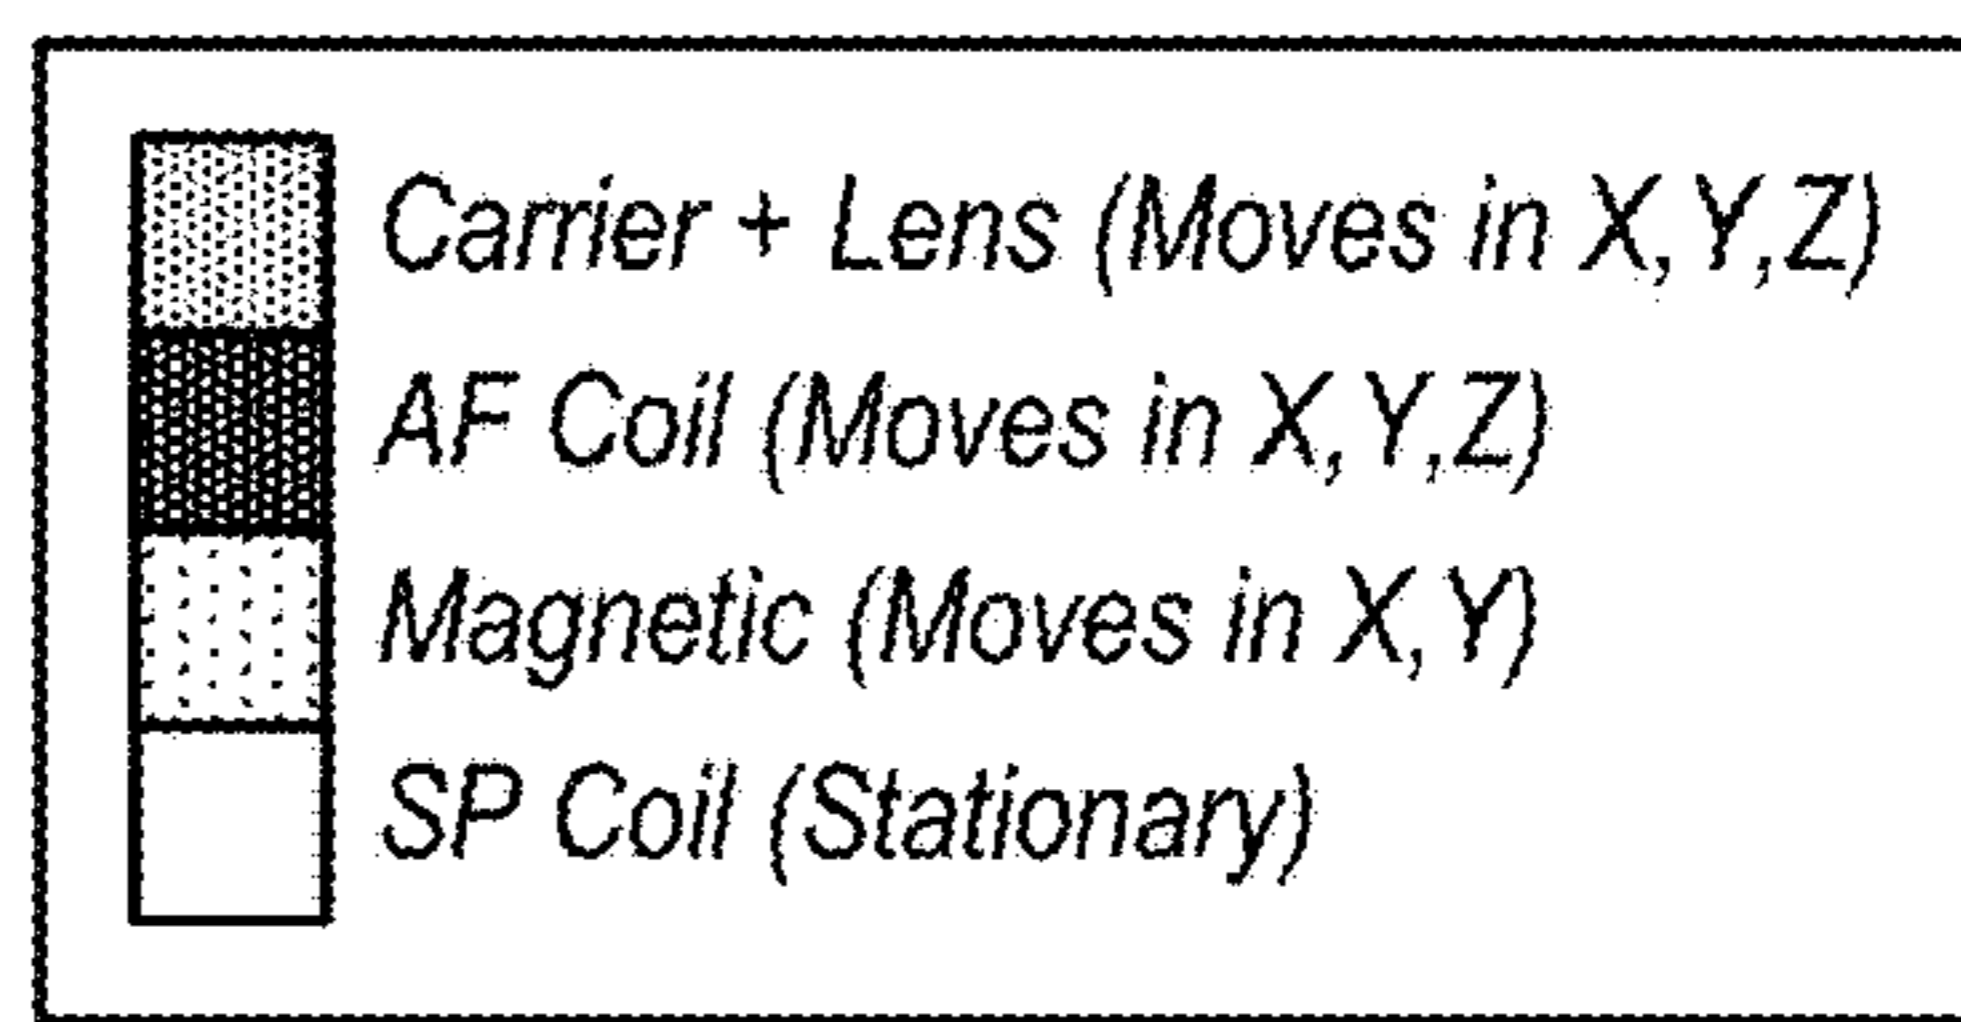 Carrier + Lens (Moves in X,Y,Z)
AF Coil (Moves in X,Y,Z)
Magnetic (Moves in X,Y)
SP Coil (Stationary)